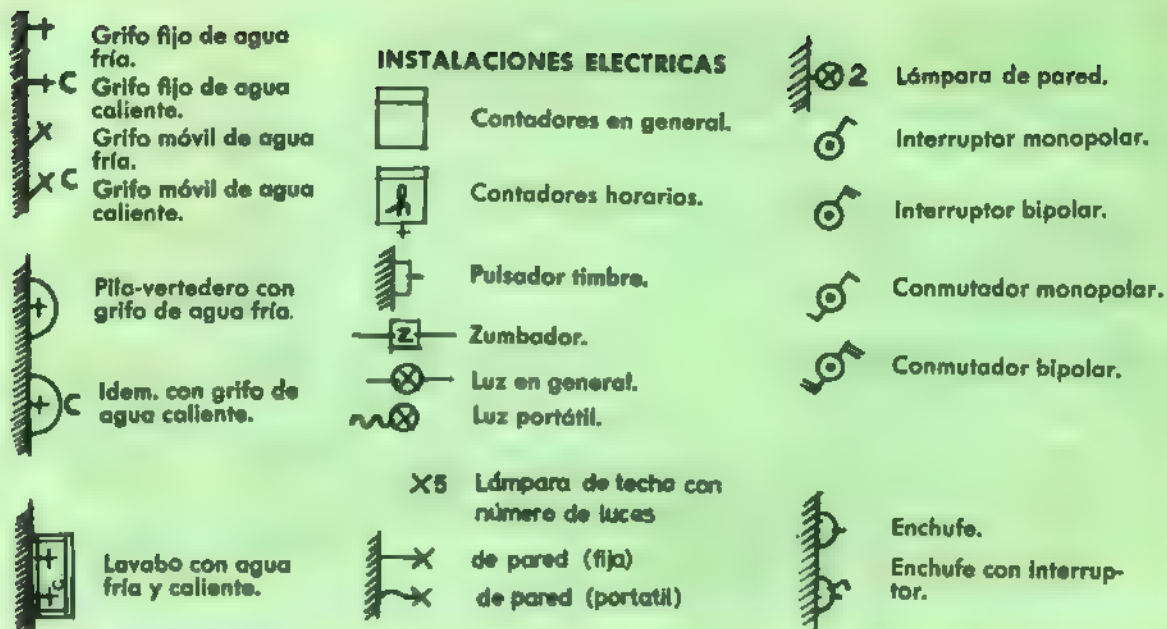 Grifo fijo de agua
fría.
C Grifo fijo de agua
caliente.
Grifo móvil de agua
fría.
C Grifo móvil de agua
caliente.
Pila-vertedero con
grifo de agua fría.
C Idem. con grifo de
agua caliente.
C Lavabo con agua
fría y caliente.
INSTALACIONES ELECTRICAS
Contadores en general.
h Contadores horarios.
Pulsador timbre.
Z Zumbador.
Luz en general.
Luz portátil.
X5 Lámpara de techo con
número de luces
de pared (fija)
de pared (portatil)
2 Lámpara de pared.
Interruptor monopolar.
Interruptor bipolar.
Conmutador monopolar.
Conmutador bipolar.
Enchufe.
Enchufe con interrup-
tor.